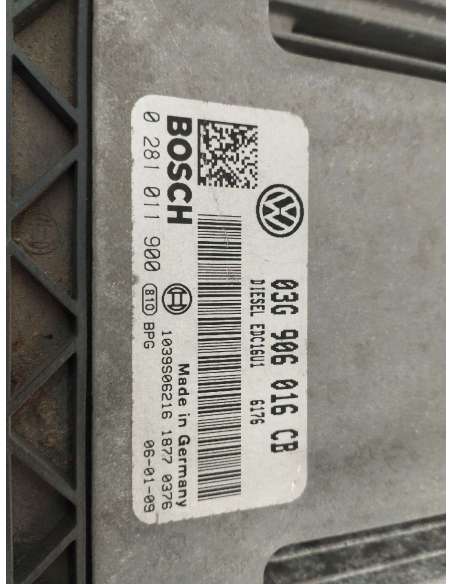 03G 906 016 CB
DIESEL EDC16U1 6176
BOSCH
0 281 011 900
810 BPG
Made in Germany
1039S06216 1877 0376
06-01-09